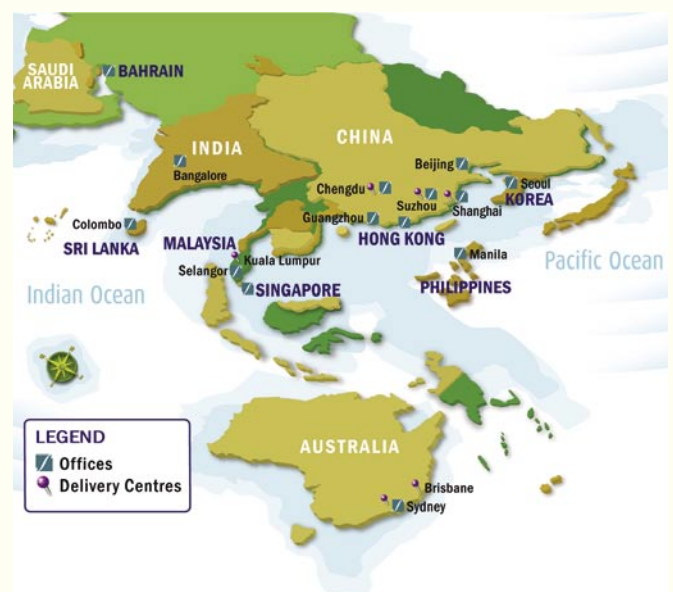 SAUDI
ARABIA
BAHRAIN
INDIA
Bangalore
CHINA
Beijing
Chengdu
Suzhou
Shanghai
Seoul
KOREA
Guangzhou
HONG KONG
Colombo
SRI LANKA
MALAYSIA
Kuala Lumpur
Selangor
SINGAPORE
Manila
PHILIPPINES
Pacific Ocean
Indian Ocean
AUSTRALIA
Brisbane
Sydney
LEGEND
Offices
Delivery Centres